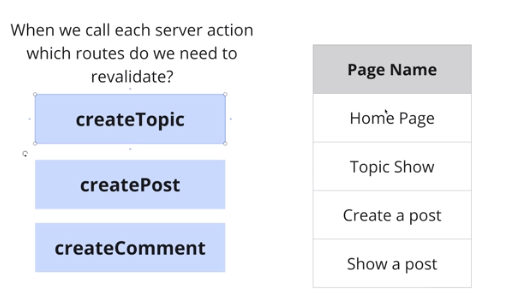 When we call each server action
which routes do we need to
revalidate?
createTopic
createPost
createComment
Page Name
Home Page
Topic Show
Create a post
Show a post